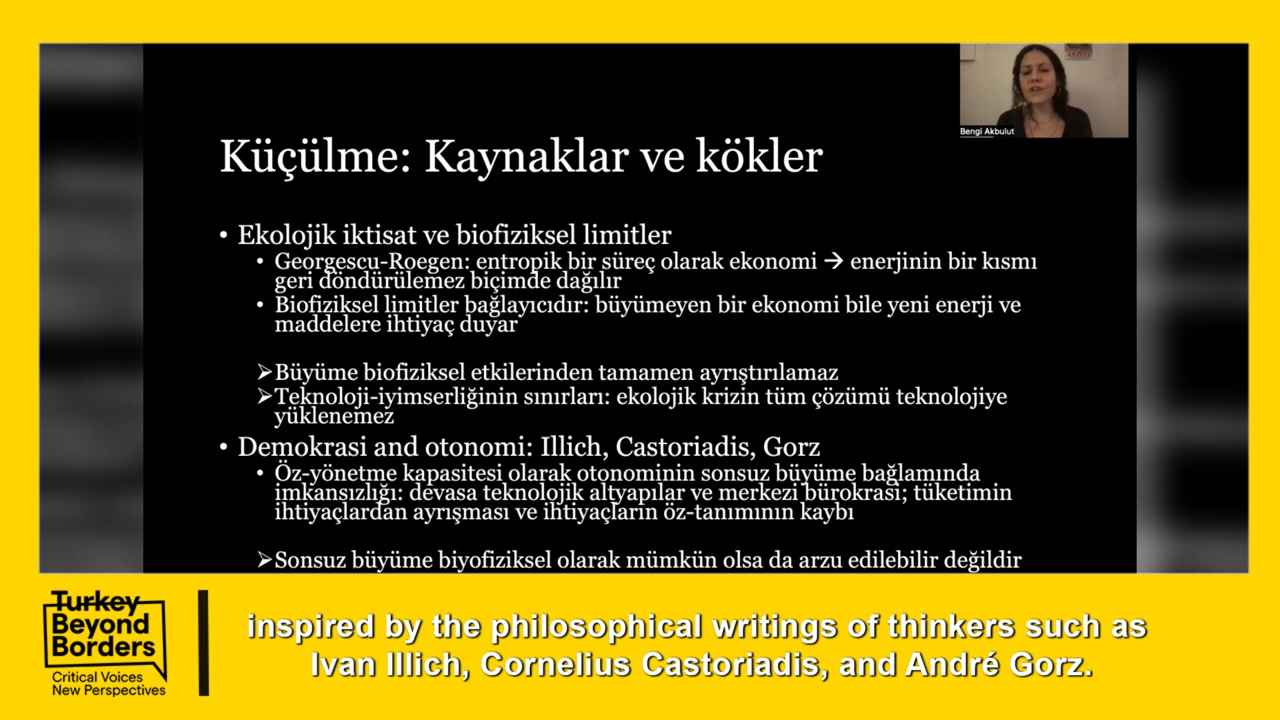 Bengi Akbulut
Küçülme: Kaynaklar ve kökler
• Ekolojik iktisat ve biofiziksel limitler
• Georgescu-Roegen: entropik bir süreç olarak ekonomi → enerjinin bir kısmı
geri döndürülemez biçimde dağılır
• Biofiziksel limitler bağlayıcıdır: büyümeyen bir ekonomi bile yeni enerji ve
maddelere ihtiyaç duyar
➢Büyüme biofiziksel etkilerinden tamamen ayrıştırılamaz
➢Teknoloji-iyimserliğinin sınırları: ekolojik krizin tüm çözümü teknolojiye
yüklenemez
• Demokrasi and otonomi: Illich, Castoriadis, Gorz
• Öz-yönetme kapasitesi olarak otonominin sonsuz büyüme bağlamında
imkansızlığı: devasa teknolojik altyapılar ve merkezi bürokrasi; tüketimin
ihtiyaçlardan ayrışması ve ihtiyaçların öz-tanımının kaybı
➢Sonsuz büyüme biyofiziksel olarak mümkün olsa da arzu edilebilir değildir
Turkey
Beyond
Borders
Critical Voices
New Perspectives
inspired by the philosophical writings of thinkers such as
Ivan Illich, Cornelius Castoriadis, and André Gorz.